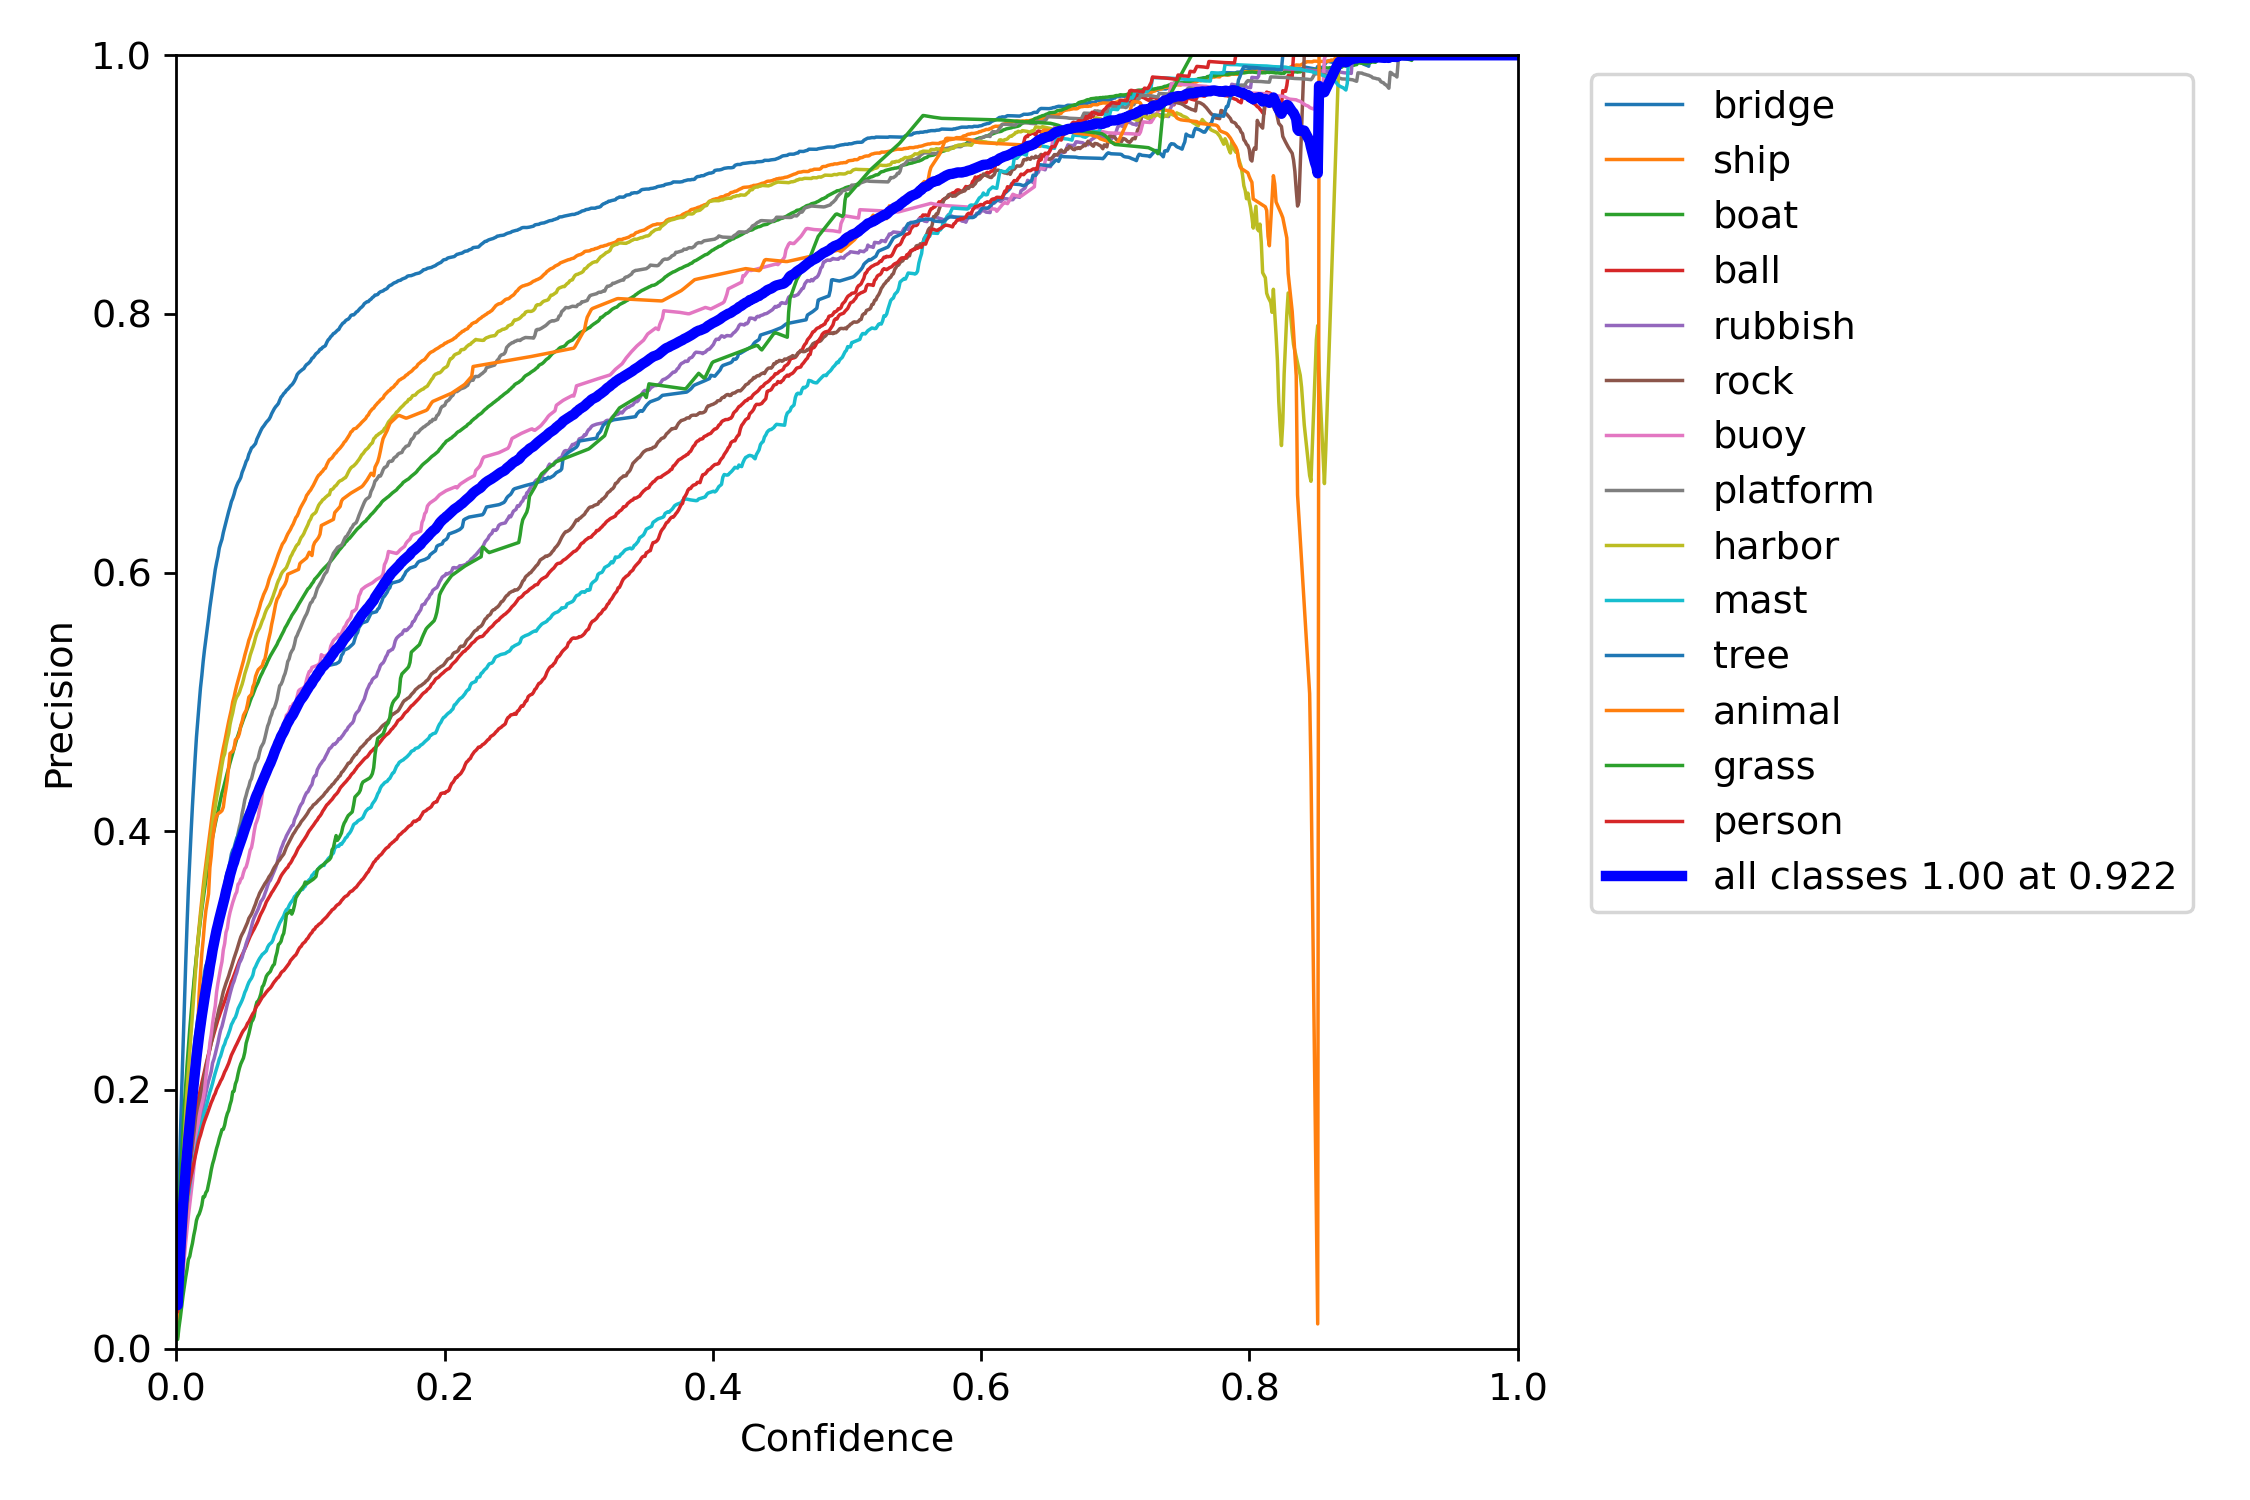 1.0
0.8
0.6
0.4
0.2
0.0
Precision
0.0 0.2 0.4 0.6 0.8 1.0
Confidence
bridge
ship
boat
ball
rubbish
rock
buoy
platform
harbor
mast
tree
animal
grass
person
all classes 1.00 at 0.922